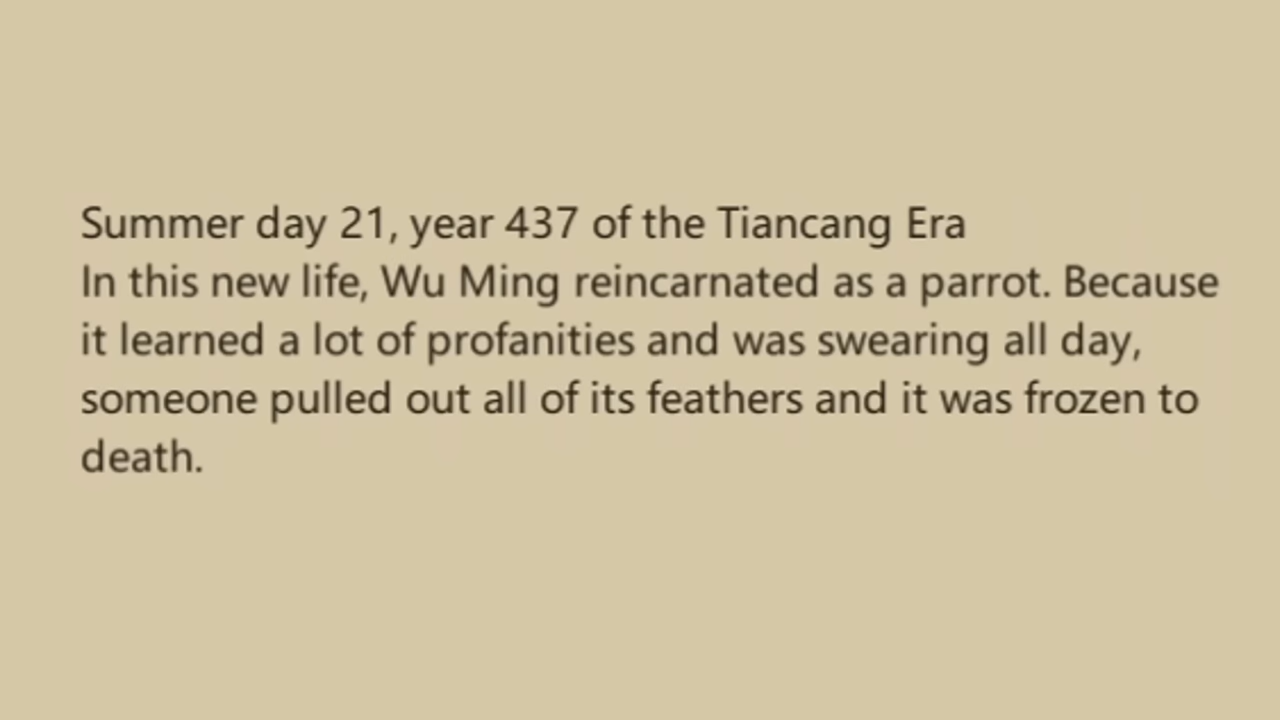 Summer day 21, year 437 of the Tiancang Era
In this new life, Wu Ming reincarnated as a parrot. Because
it learned a lot of profanities and was swearing all day,
someone pulled out all of its feathers and it was frozen to
death.